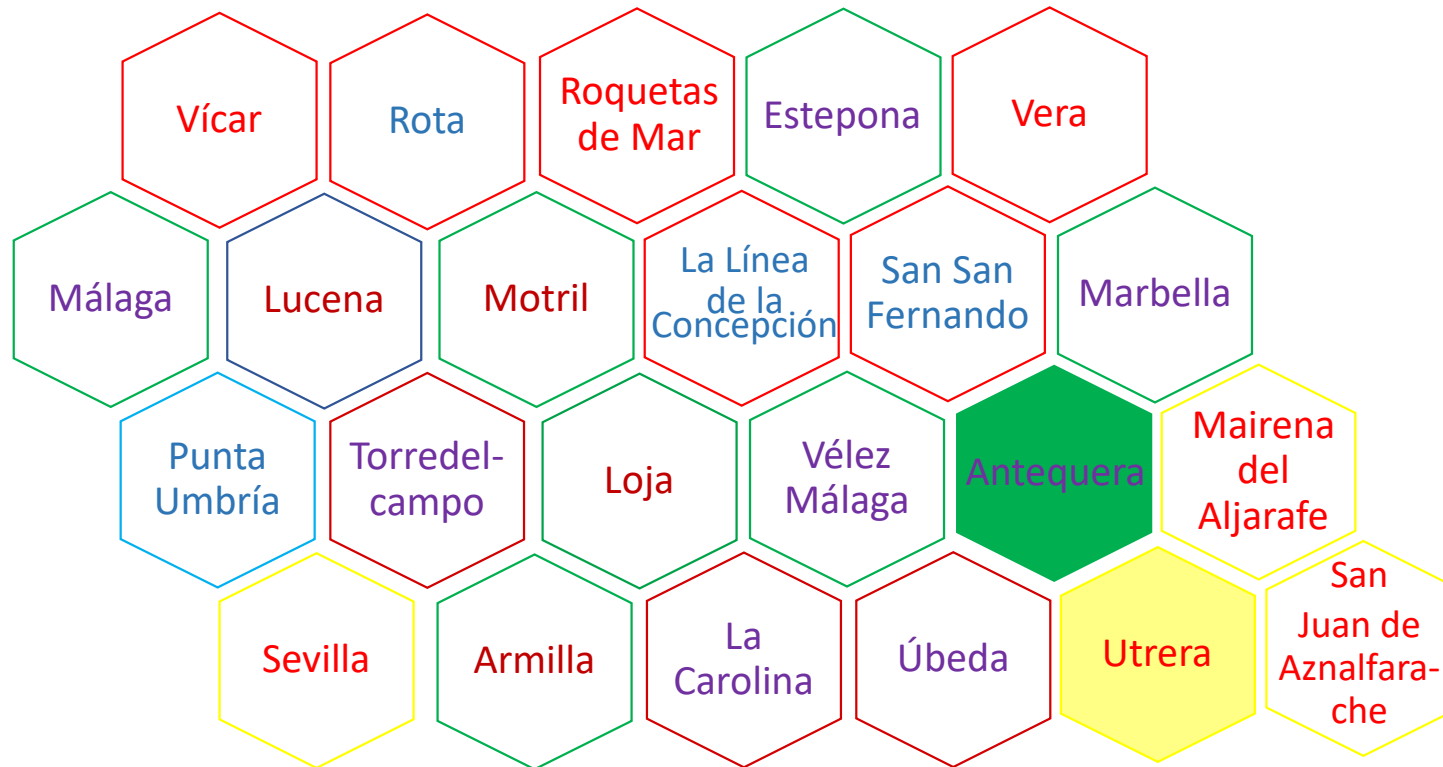 Vícar
Rota
Roquetas
de Mar
Estepona
Vera
Málaga
Lucena
Motril
La Línea
de la
Concepción
San San
Fernando
Marbella
Punta
Umbría
Torredel-
campo
Loja
Vélez
Málaga
Antequera
Mairena
del
Aljarafe
Sevilla
Armilla
La
Carolina
Úbeda
Utrera
San
Juan de
Aznalfara-
che